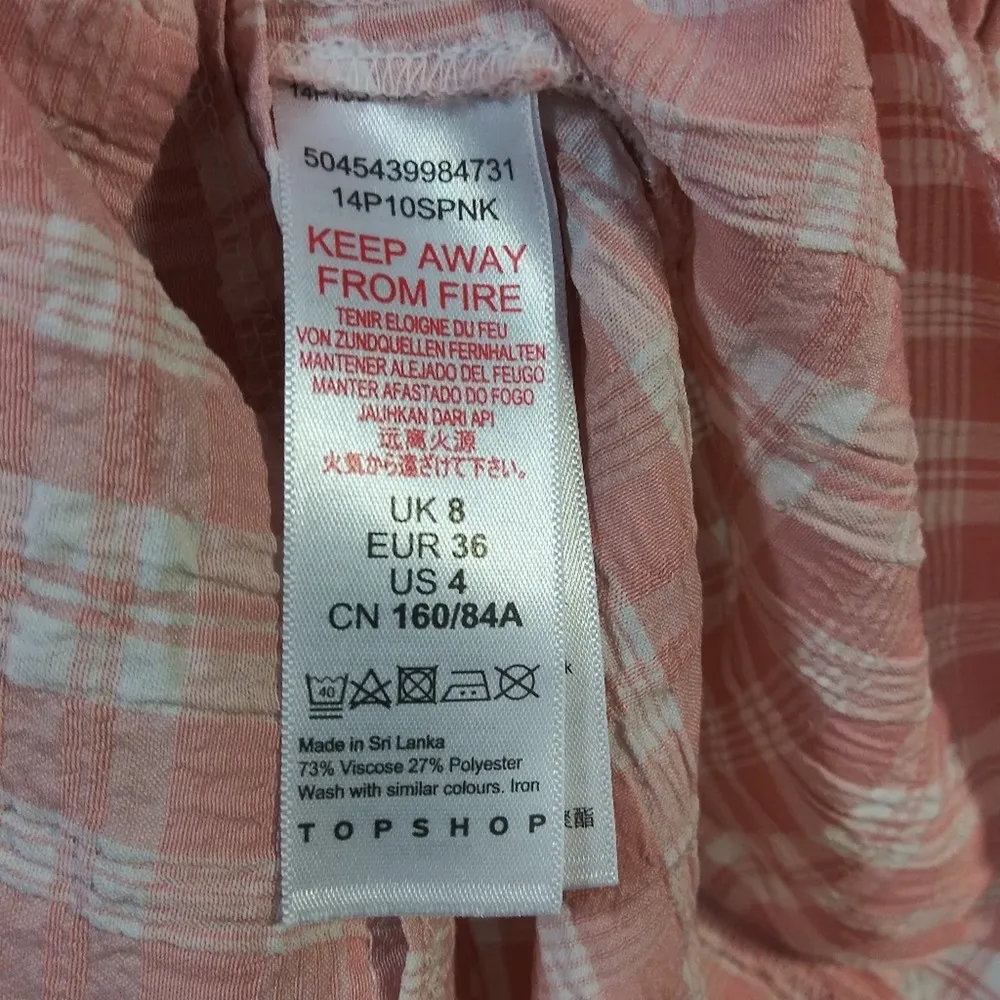 5045439984731
14P10SPNK
KEEP AWAY
FROM FIRE
TENIR ELOIGNE DU FEU
VON ZUNDQUELLEN FERNHALTEN
MANTENER ALEJADO DEL FEUGO
MANTER AFASTADO DO FOGO
JAUHKAN DARI API
远离火源
火気から遠ざけて下さい。
UK 8
EUR 36
US 4
CN 160/84A
40
Made in Sri Lanka
73% Viscose 27% Polyester
Wash with similar colours. Iron
TOPSHOP
k
酯